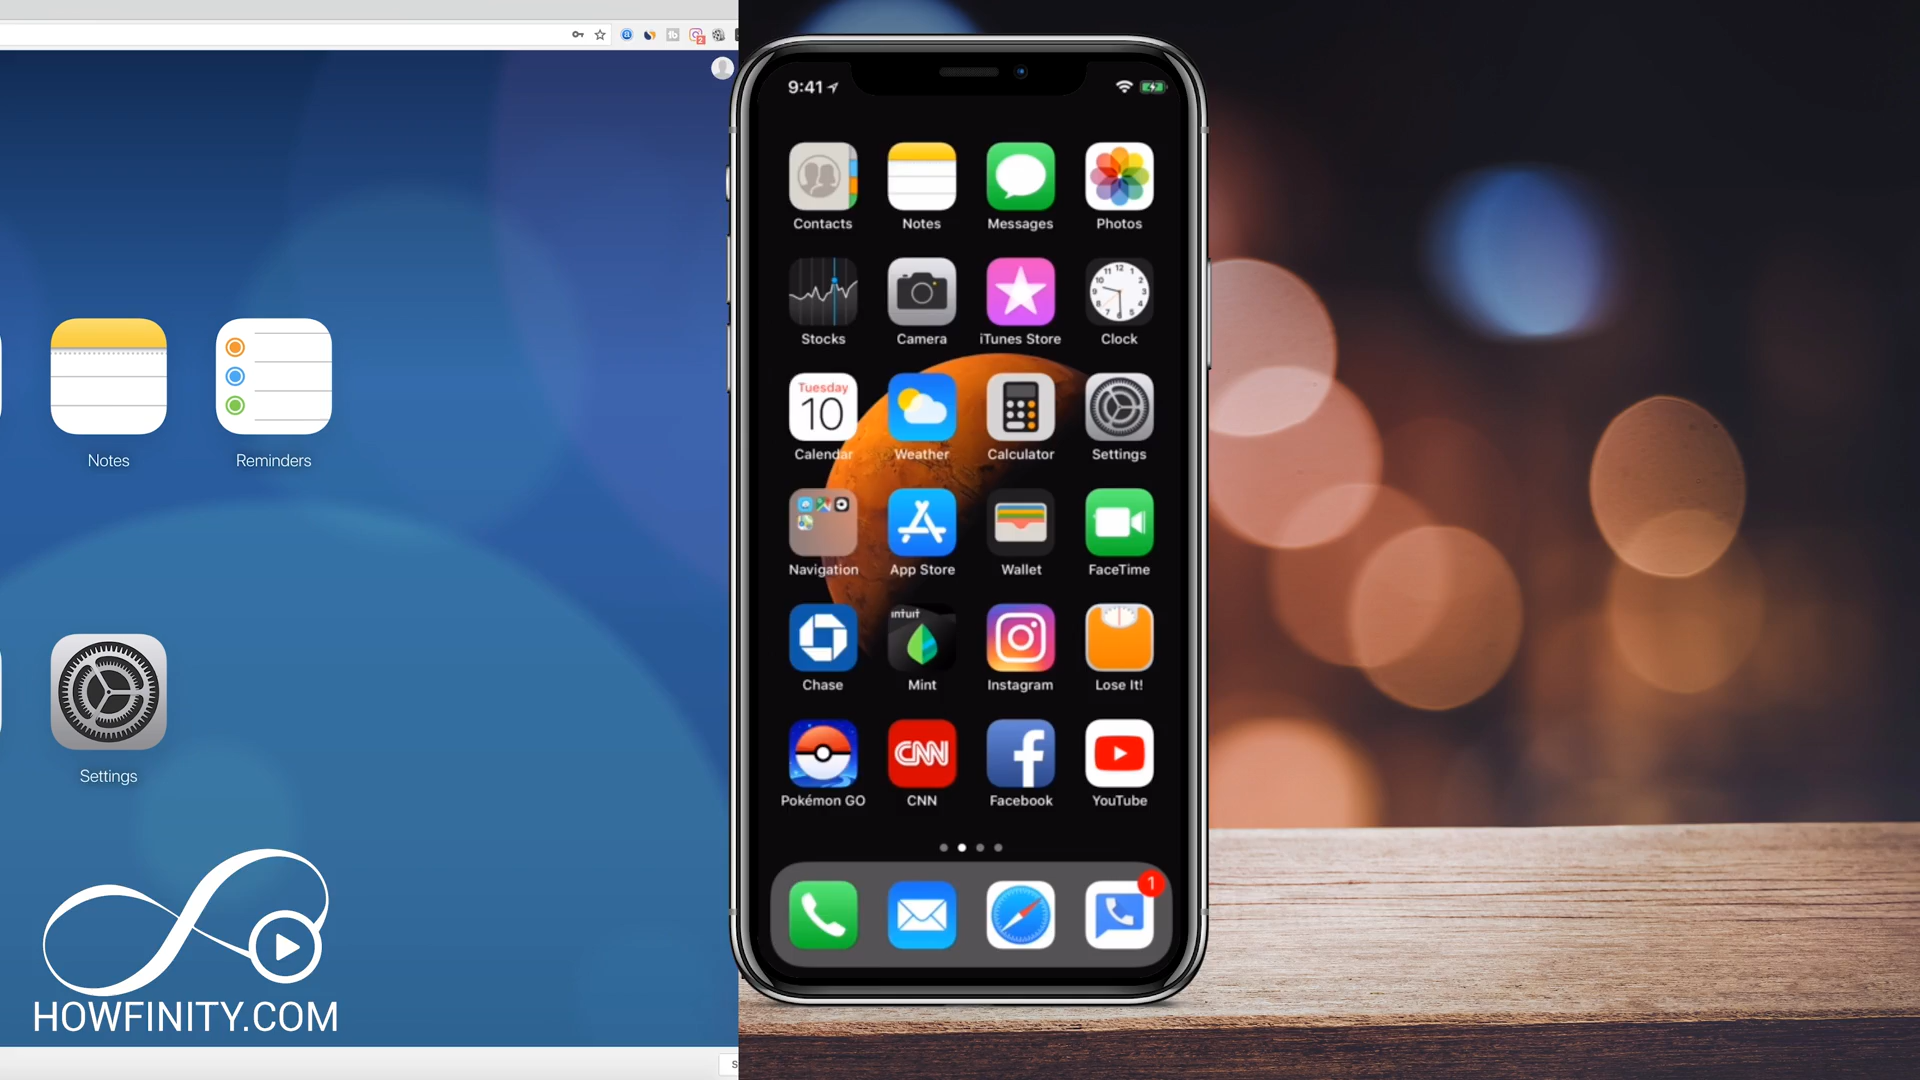 Notes
Reminders
Settings
HOWFINITY.COM
9:41
Contacts
Notes
Messages
Photos
Stocks
Camera
iTunes Store
Clock
Tuesday
10
Calendar
Weather
Calculator
Settings
Navigation
App Store
Wallet
FaceTime
intuit
Chase
Mint
Instagram
Lose It!
CNN
Pokémon GO
CNN
Facebook
YouTube
1